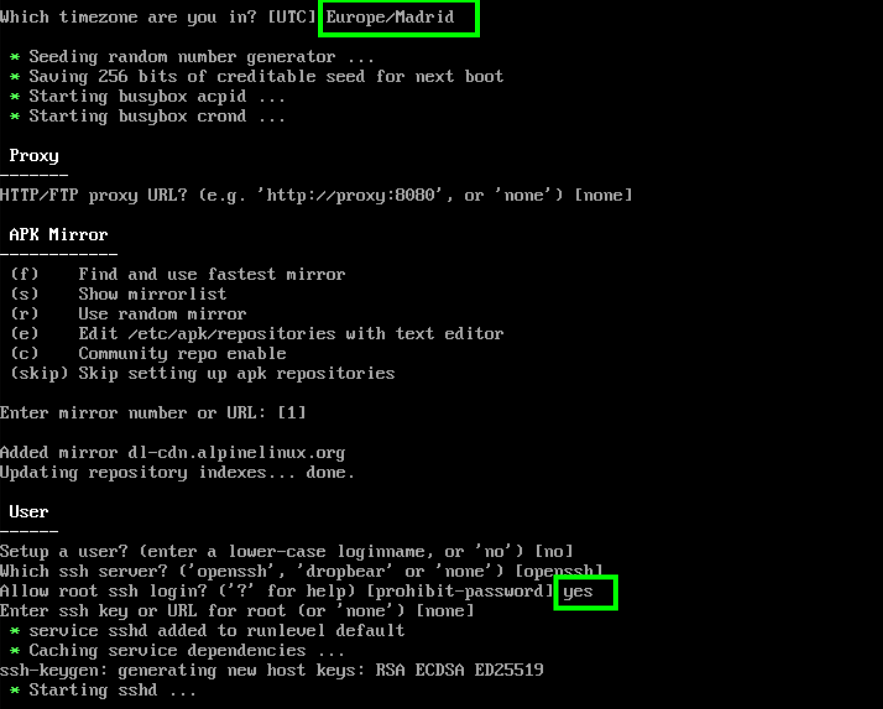 Which timezone are you in? [UTC] Europe/Madrid
* Seeding random number generator ...
* Saving 256 bits of creditable seed for next boot
* Starting busybox acpid ...
* Starting busybox crond ...
Proxy
-------
HTTP/FTP proxy URL? (e.g. 'http://proxy:8080', or 'none') [none]
APK Mirror
------------
(f) Find and use fastest mirror
(s) Show mirrorlist
(r) Use random mirror
(e) Edit /etc/apk/repositories with text editor
(c) Community repo enable
(skip) Skip setting up apk repositories
Enter mirror number or URL: [1]
Added mirror dl-cdn.alpinelinux.org
Updating repository indexes... done.
User
------
Setup a user? (enter a lower-case loginname, or 'no') [no]
Which ssh server? ('openssh', 'dropbear' or 'none') [openssh]
Allow root ssh login? ('?' for help) [prohibit-password] yes
Enter ssh key or URL for root (or 'none') [none]
* service sshd added to runlevel default
* Caching service dependencies ...
ssh-keygen: generating new host keys: RSA ECDSA ED25519
* Starting sshd ...